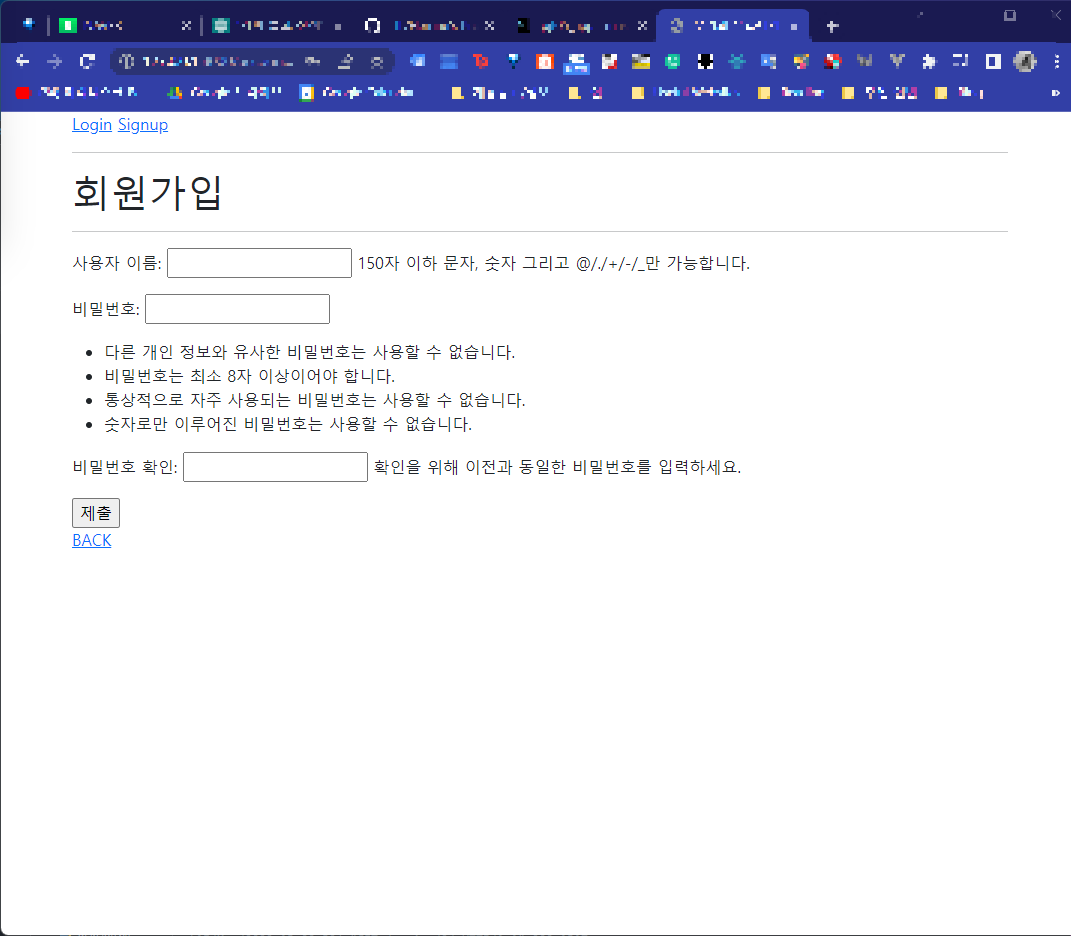 Login Signup
회원가입
사용자 이름: 150자 이하 문자, 숫자 그리고 @/./+/-/_만 가능합니다.
비밀번호:
다른 개인 정보와 유사한 비밀번호는 사용할 수 없습니다.
비밀번호는 최소 8자 이상이어야 합니다.
통상적으로 자주 사용되는 비밀번호는 사용할 수 없습니다.
숫자로만 이루어진 비밀번호는 사용할 수 없습니다.
비밀번호 확인: 확인을 위해 이전과 동일한 비밀번호를 입력하세요.
제출
BACK